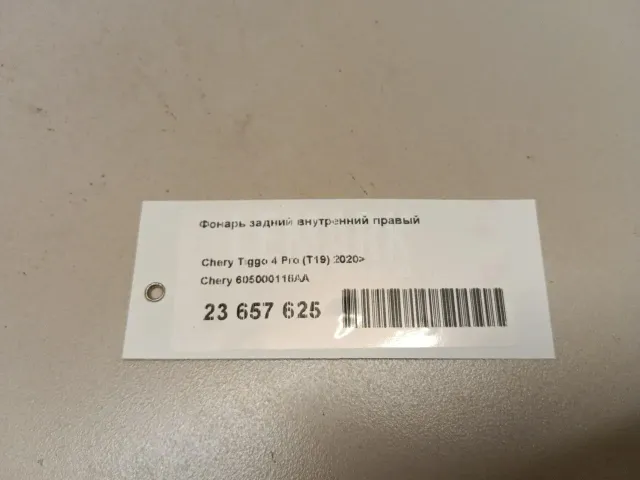 Фонарь задний внутренний правый
Chery Tiggo 4 Pro (T19) 2020>
Chery 605000118AA
23 657 625